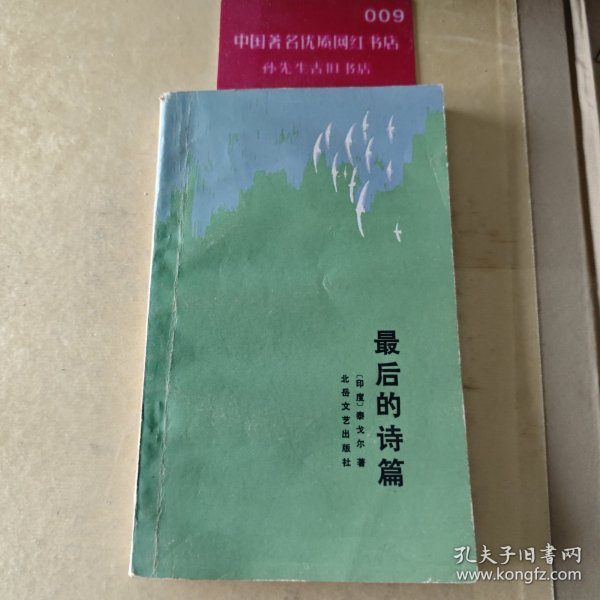 009
中国著名优质网红书店
孙先生古旧书店
最后的诗篇
〔印度〕泰戈尔 著
北岳文艺出版社
孔夫子旧书网
www.kongfz.com